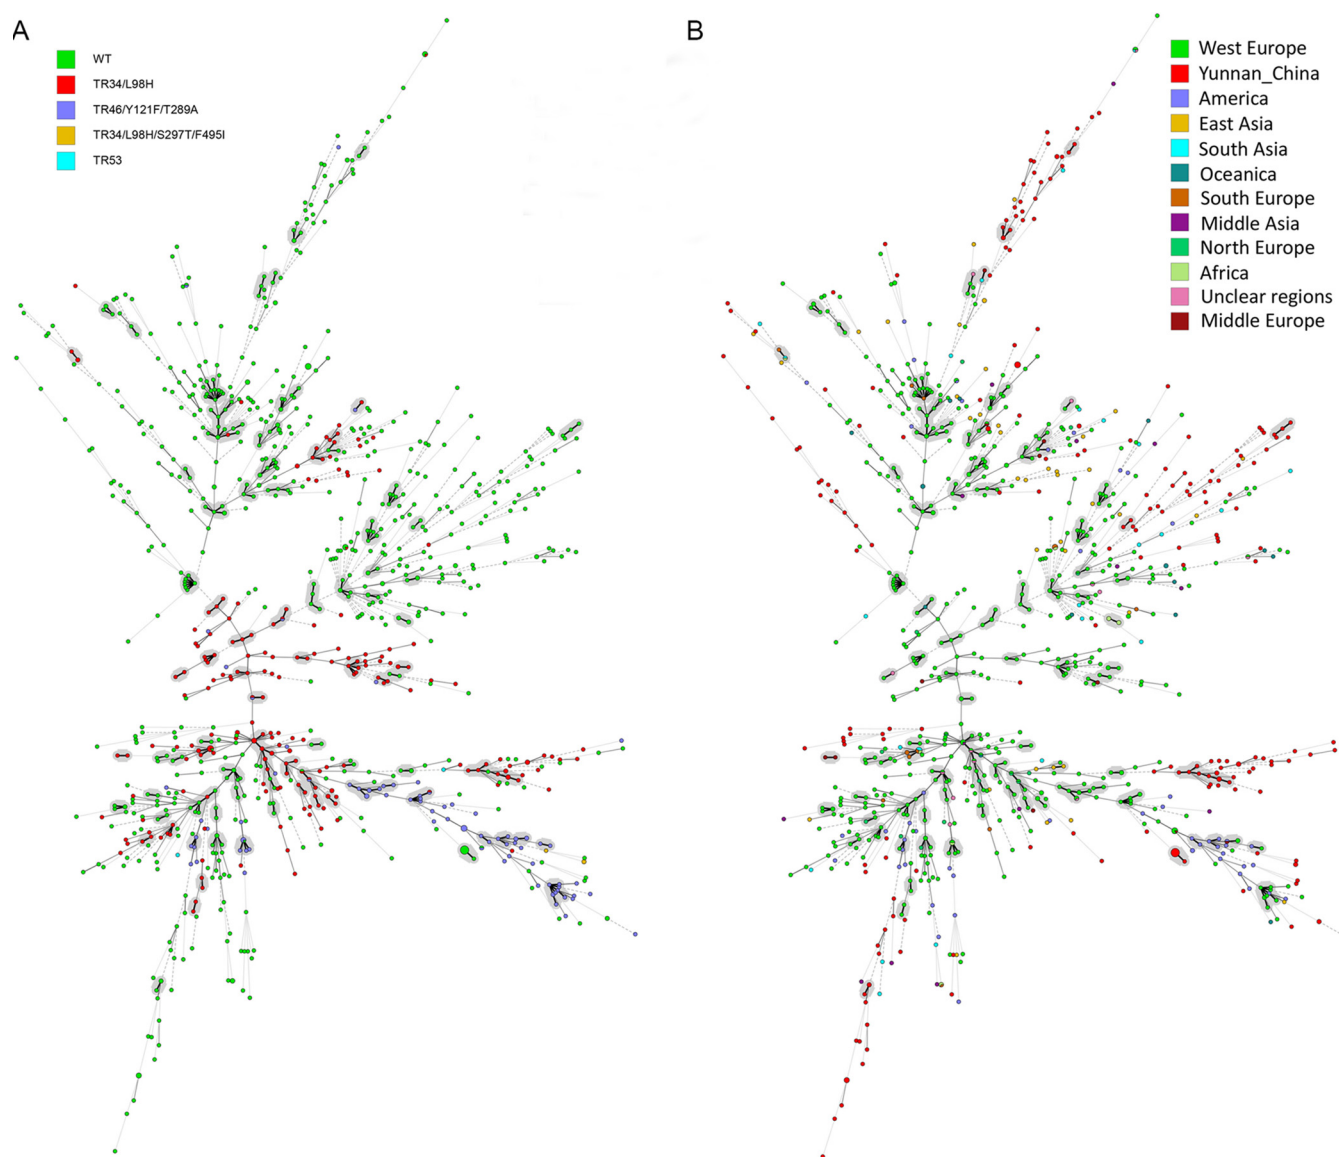 A
WT
TR34/L98H
TR46/Y121F/T289A
TR34/L98H/S297T/F495I
TR53
B
West Europe
Yunnan_China
America
East Asia
South Asia
Oceanica
South Europe
Middle Asia
North Europe
Africa
Unclear regions
Middle Europe